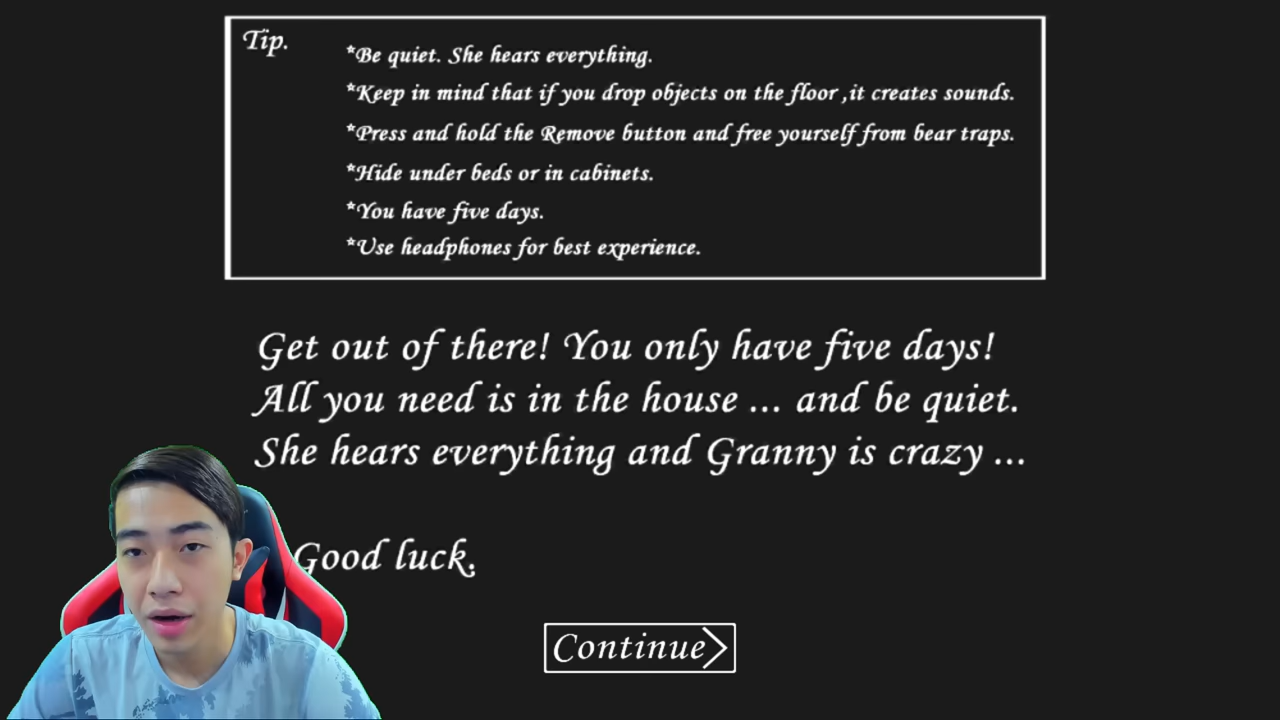 Tip.
*Be quiet. She hears everything.
*Keep in mind that if you drop objects on the floor ,it creates sounds.
*Press and hold the Remove button and free yourself from bear traps.
*Hide under beds or in cabinets.
*You have five days.
*Use headphones for best experience.
Get out of there! You only have five days!
All you need is in the house ... and be quiet.
She hears everything and Granny is crazy ...
Good luck.
Continue